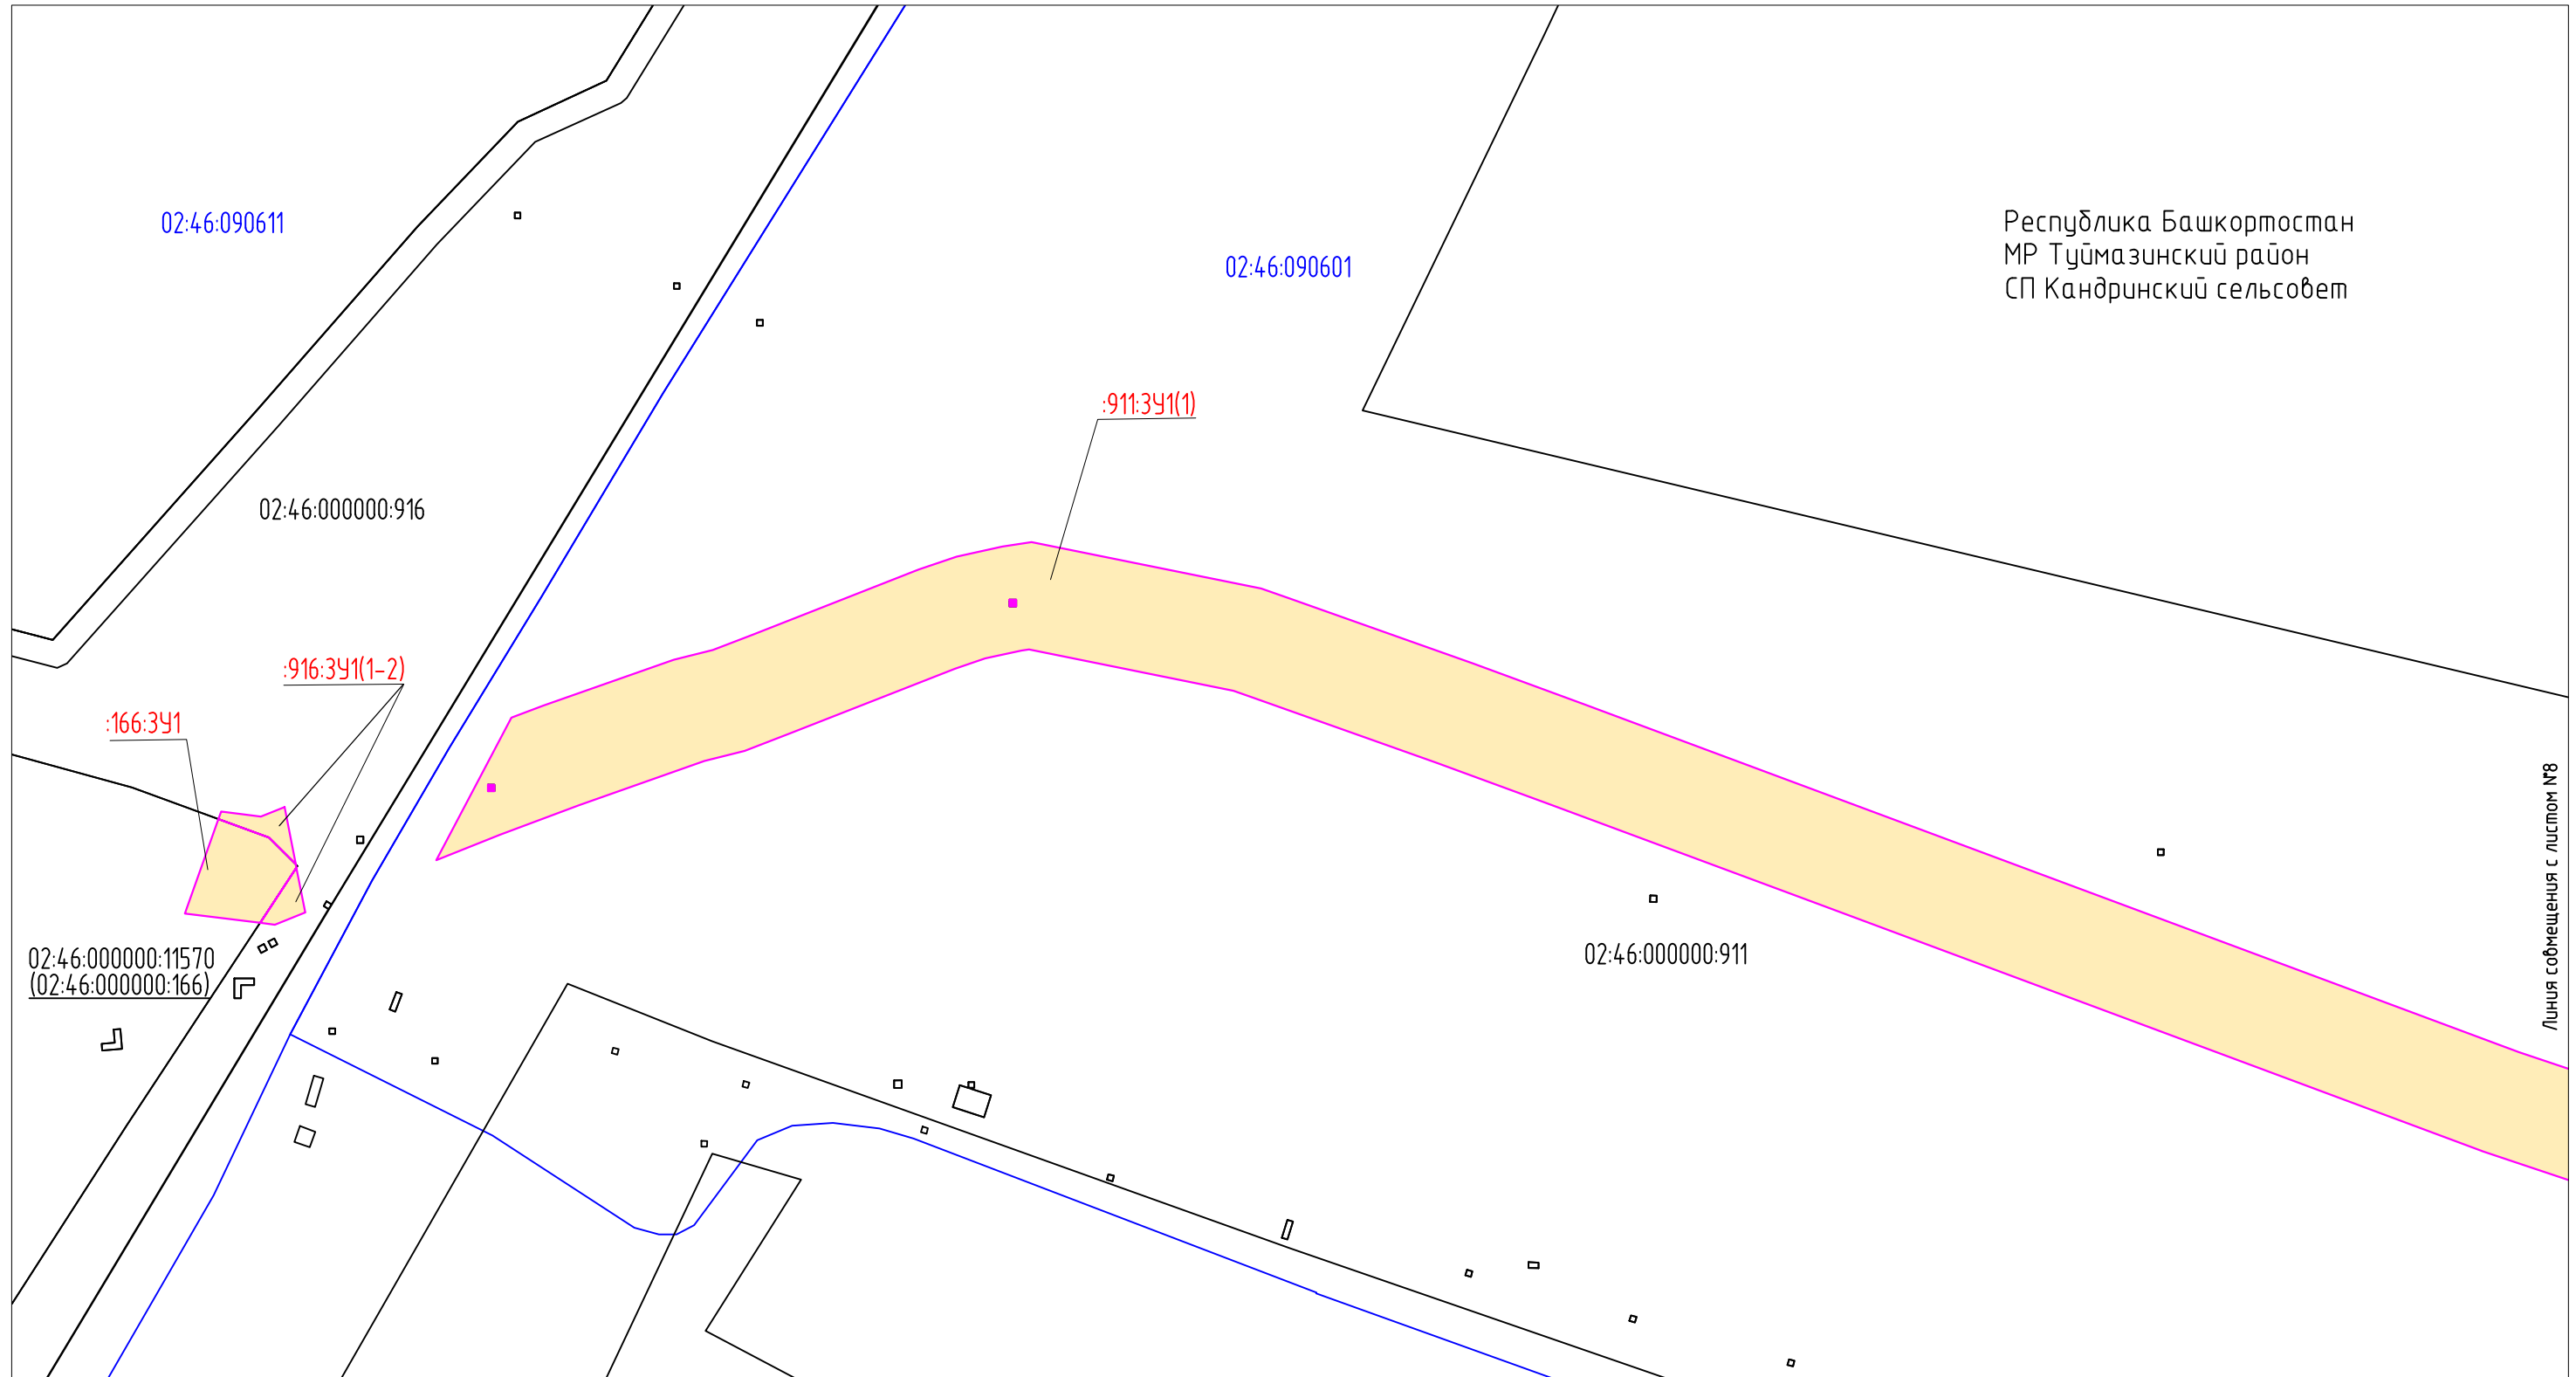 02:46:090611
Республика Башкортостан
МР Туймазинский район
СП Кандринский сельсовет
02:46:090601
:911:ЗУ1(1)
02:46:000000:916
:916:ЗУ1(1-2)
:166:ЗУ1
Линия совмещения с листом №8
02:46:000000:911
02:46:000000:11570
(02:46:000000:166)